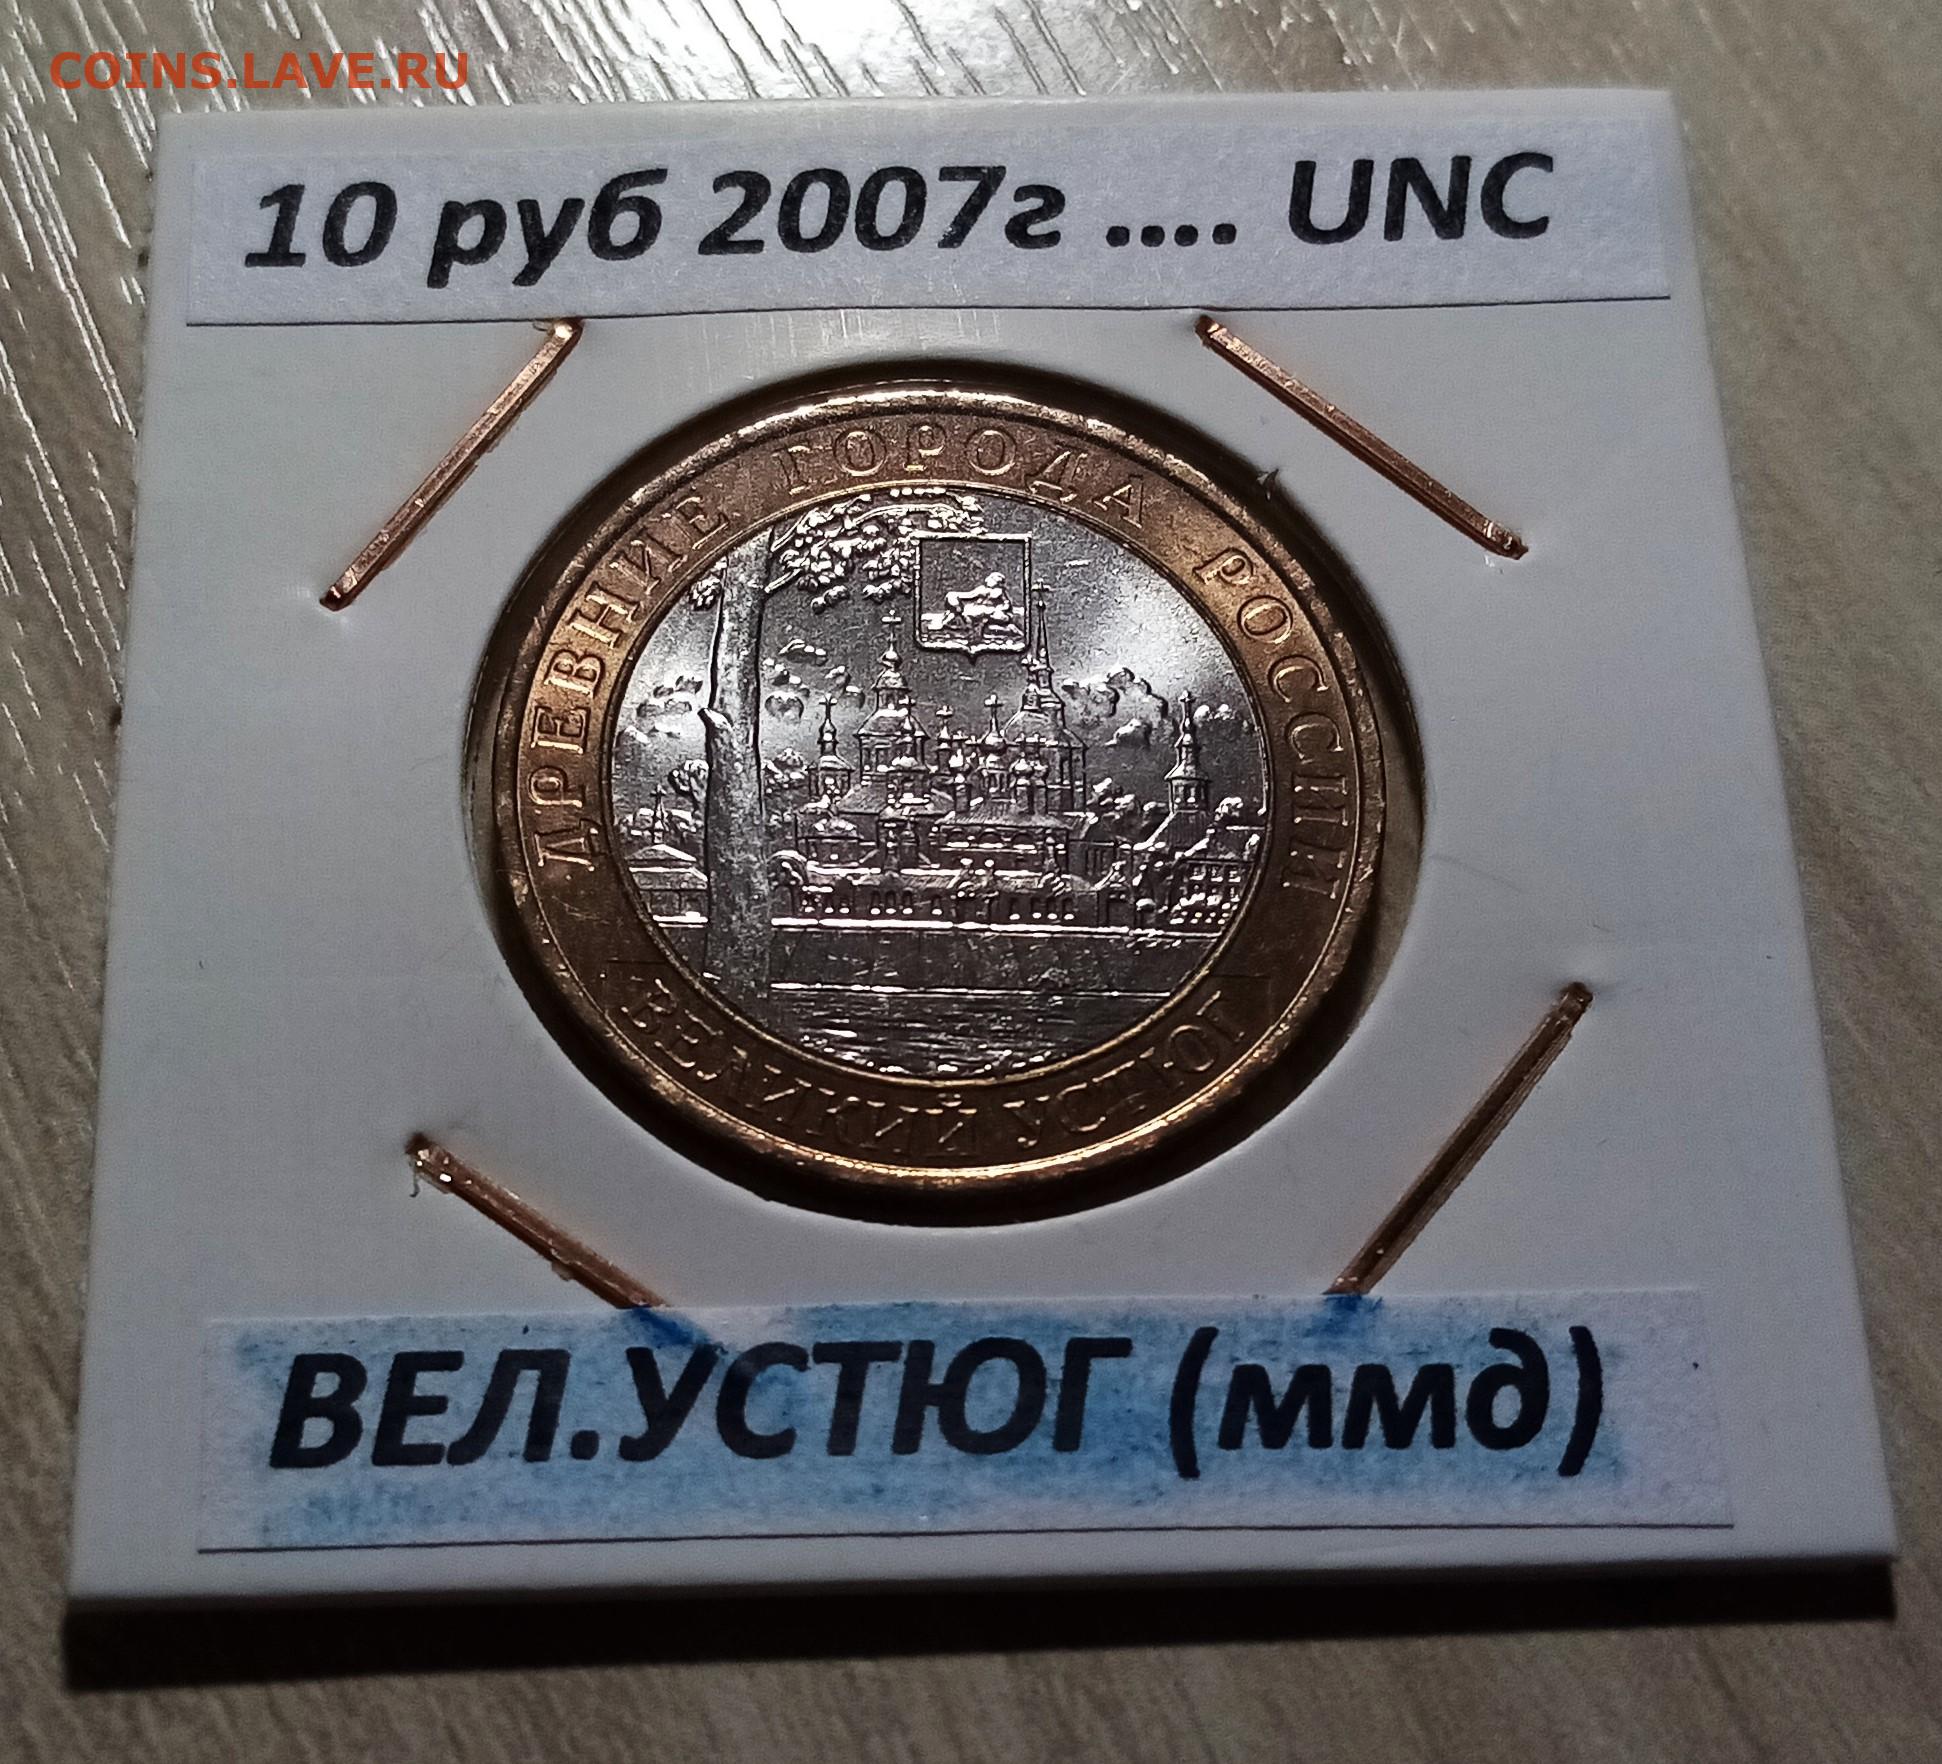 COINS.LAVE.RU
10 руб 2007г .... UNC
ДРЕВНИЕ ГОРОДА РОССИИ
ВЕЛИКИЙ УСТЮГ
ВЕЛ.УСТЮГ (ммд)